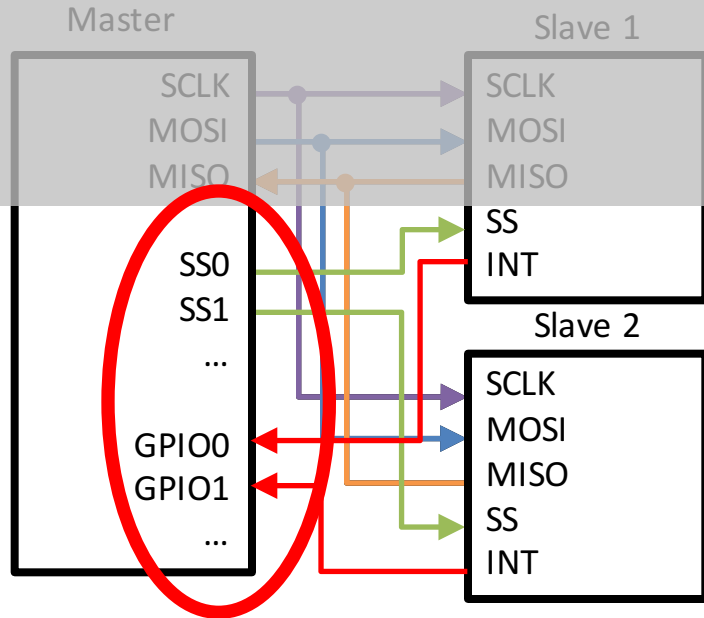 Master
SCLK
MOSI
MISO
SS0
SS1
...
GPIO0
GPIO1
...
Slave 1
SCLK
MOSI
MISO
SS
INT
Slave 2
SCLK
MOSI
MISO
SS
INT